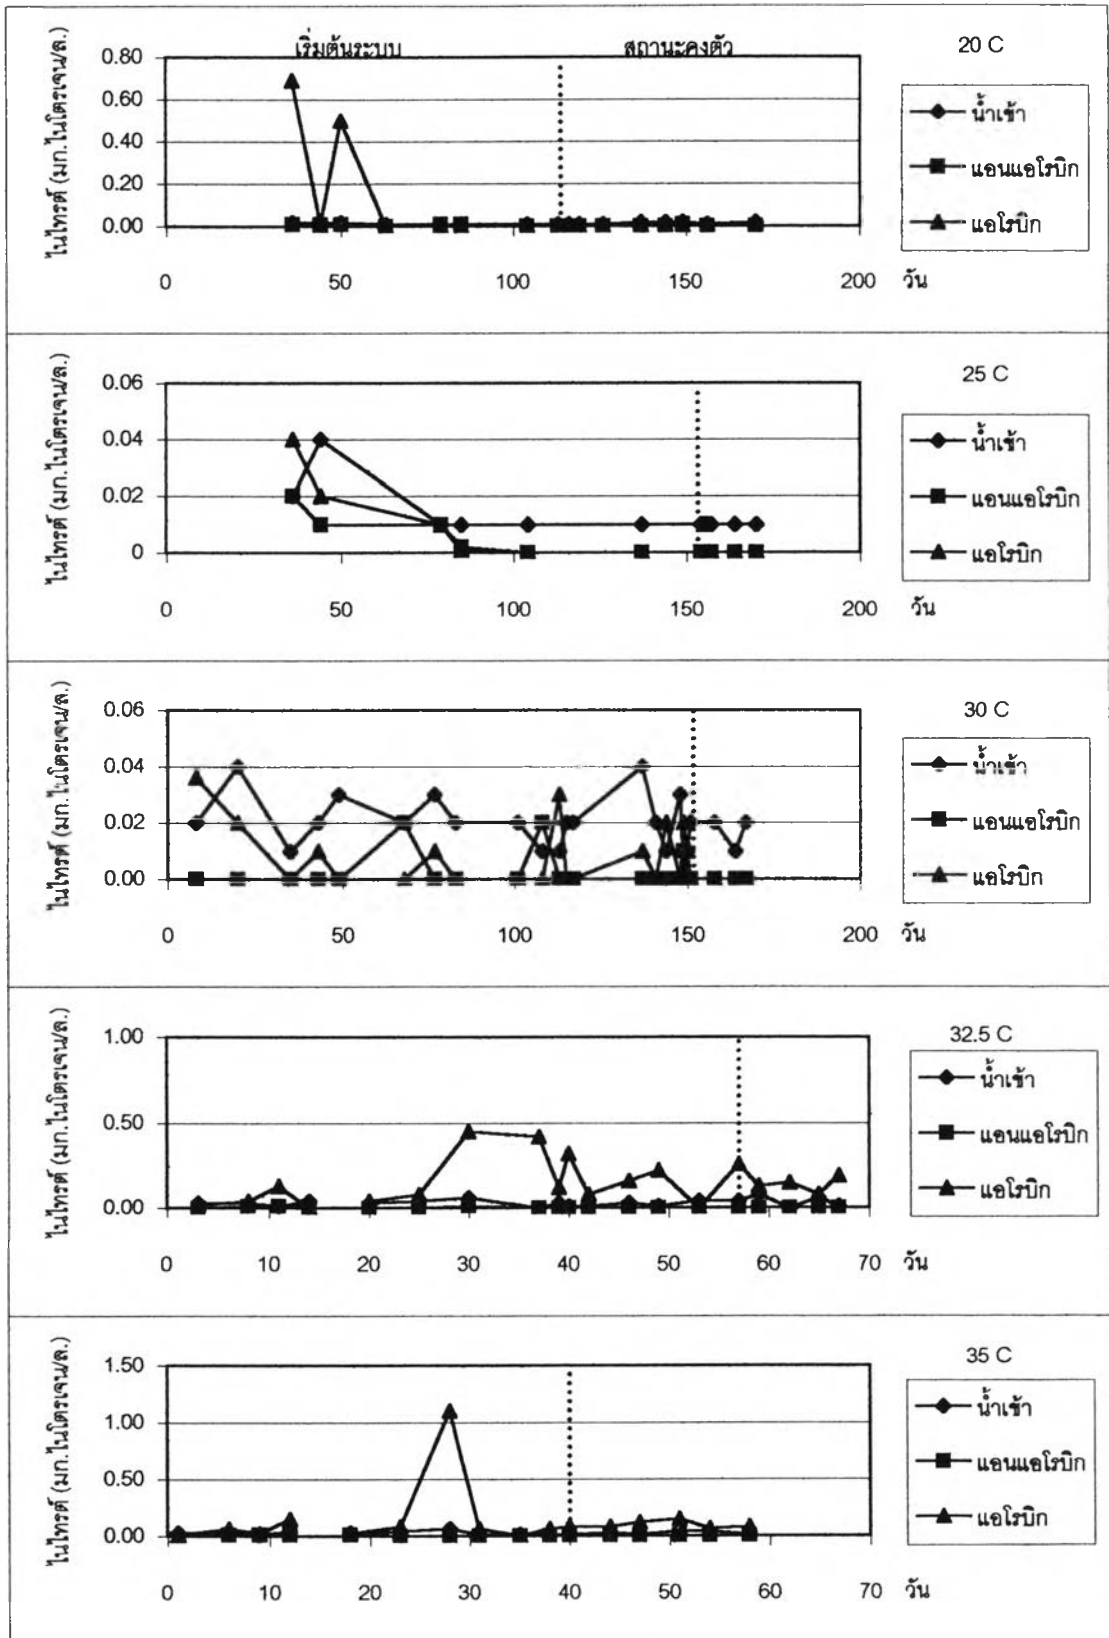 เริ่มต้นระบบ สถานะคงตัว 20 C
ไนไทรต์ (มก.ไนโตรเจน/ล.)
0.80
0.60
0.40
0.20
0.00
0 50 100 150 200 วัน
น้ำเข้า
แอนแอโรบิก
แอโรบิก
25 C
ไนไทรต์ (มก.ไนโตรเจน/ล.)
0.06
0.04
0.02
0
0 50 100 150 200 วัน
น้ำเข้า
แอนแอโรบิก
แอโรบิก
30 C
ไนไทรต์ (มก.ไนโตรเจน/ล.)
0.06
0.04
0.02
0.00
0 50 100 150 200 วัน
น้ำเข้า
แอนแอโรบิก
แอโรบิก
32.5 C
ไนไทรต์ (มก.ไนโตรเจน/ล.)
1.00
0.50
0.00
0 10 20 30 40 50 60 70 วัน
น้ำเข้า
แอนแอโรบิก
แอโรบิก
35 C
ไนไทรต์ (มก.ไนโตรเจน/ล.)
1.50
1.00
0.50
0.00
0 10 20 30 40 50 60 70 วัน
น้ำเข้า
แอนแอโรบิก
แอโรบิก